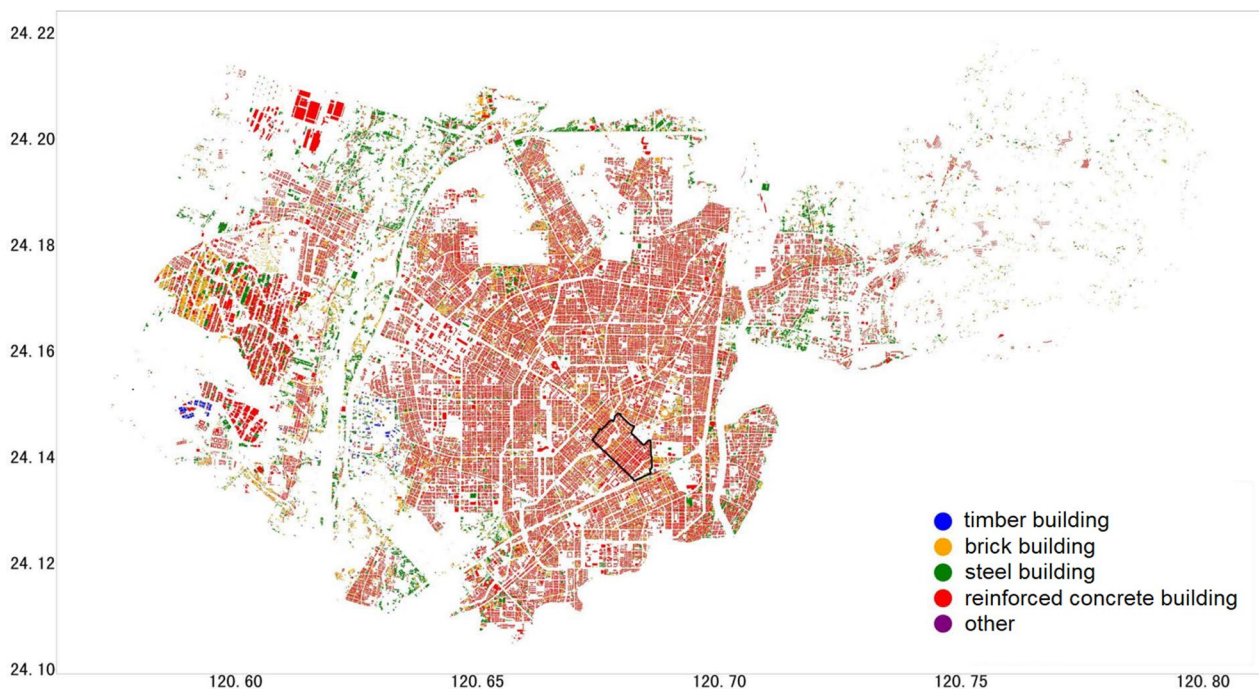 24. 22
24. 20
24. 18
24. 16
24. 14
24. 12
24. 10
timber building
brick building
steel building
reinforced concrete building
other
120. 60
120. 65
120. 70
120. 75
120. 80